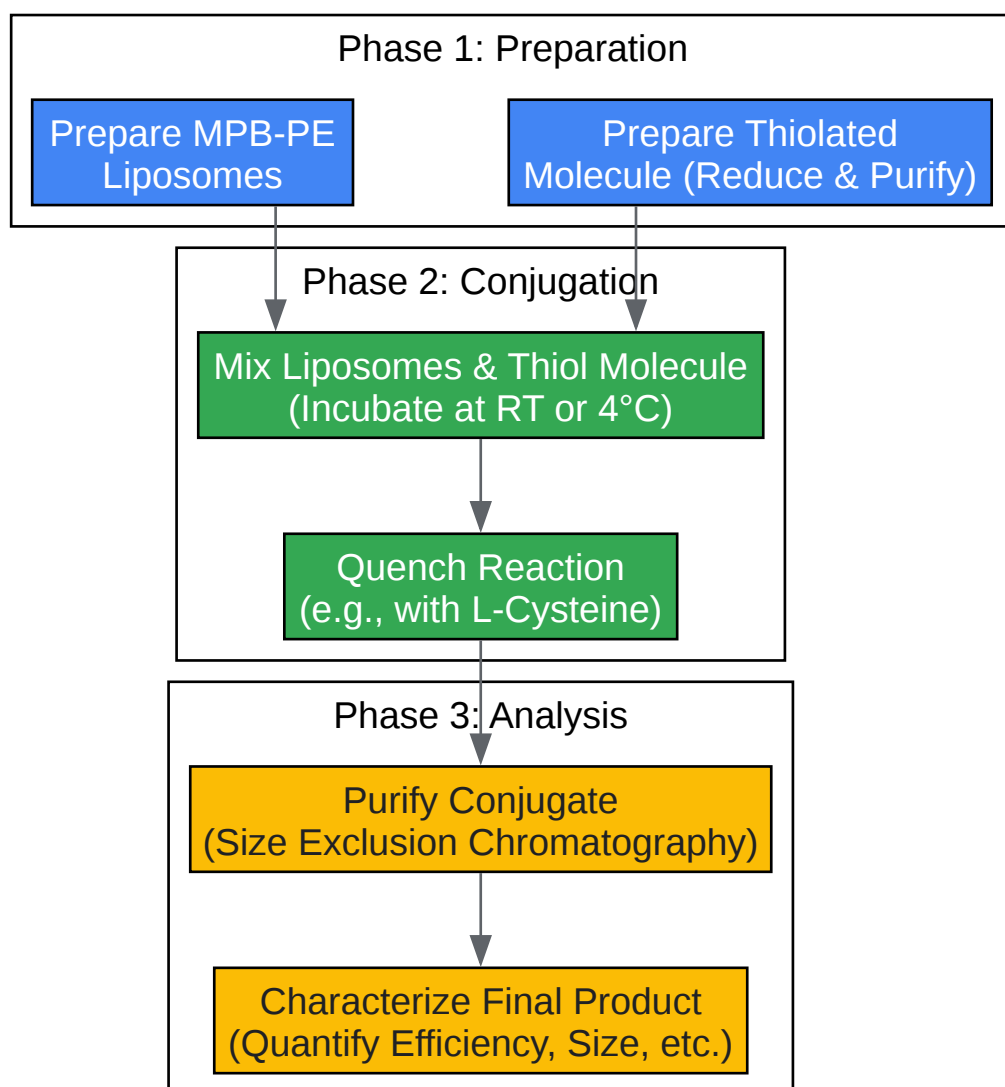 Phase 1: Preparation
Prepare MPB-PE
Liposomes
Prepare Thiolated
Molecule (Reduce & Purify)
Phase 2: Conjugation
Mix Liposomes & Thiol Molecule
(Incubate at RT or 4°C)
Quench Reaction
(e.g., with L-Cysteine)
Phase 3: Analysis
Purify Conjugate
(Size Exclusion Chromatography)
Characterize Final Product
(Quantify Efficiency, Size, etc.)